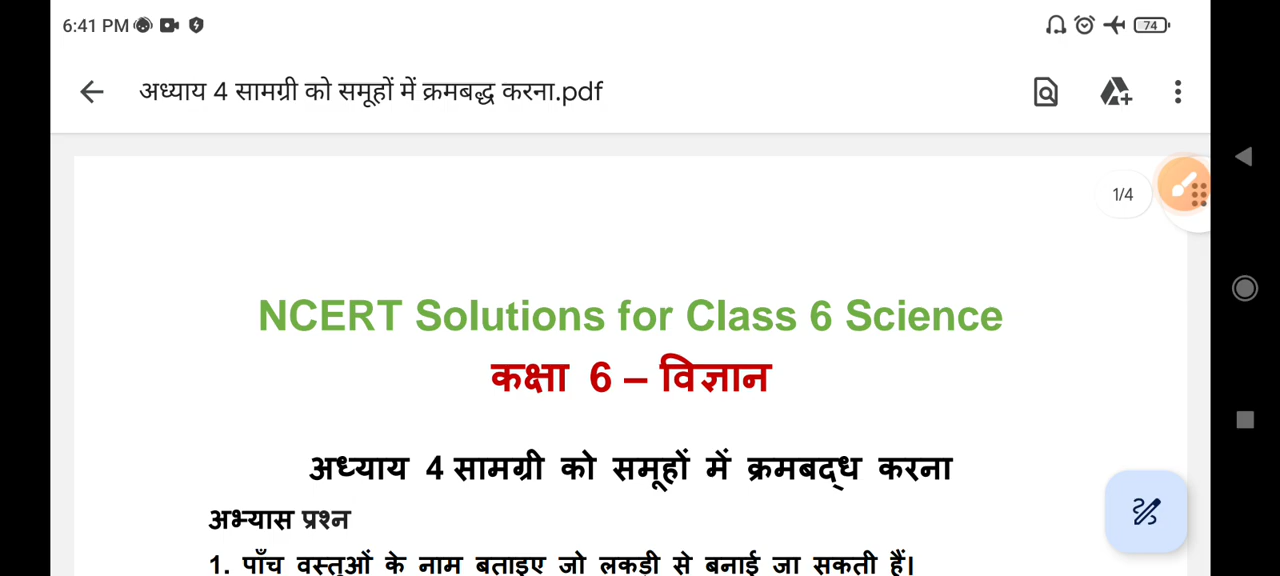 6:41 PM
74
अध्याय 4 सामग्री को समूहों में क्रमबद्ध करना.pdf
1/4
NCERT Solutions for Class 6 Science
कक्षा 6 – विज्ञान
अध्याय 4 सामग्री को समूहों में क्रमबद्ध करना
अभ्यास प्रश्न
1. पाँच वस्तुओं के नाम बताइए जो लकड़ी से बनाई जा सकती हैं।